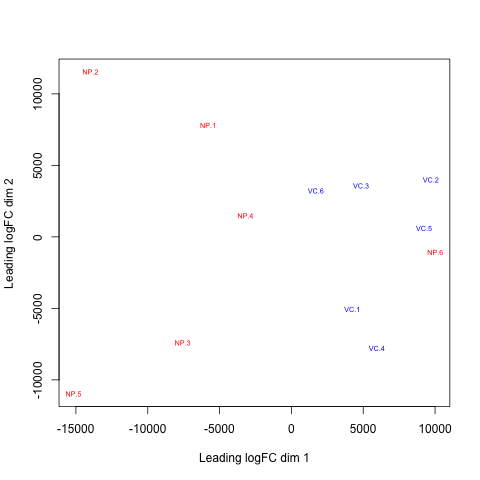 NP.2
NP.1
VC.2
VC.3
VC.6
NP.4
VC.5
NP.6
VC.1
NP.3
VC.4
NP.5
10000
5000
0
-5000
-10000
Leading logFC dim 2
-15000 -10000 -5000 0 5000 10000
Leading logFC dim 1